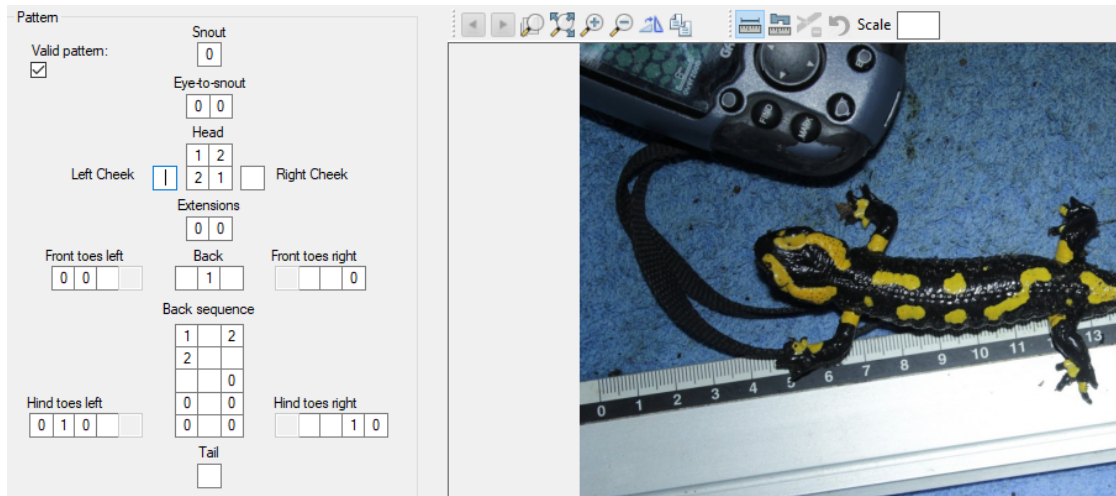 Pattern
Valid pattern:
Snout
0
Eye-to-snout
0 0
Head
1 2
Left Cheek 2 1 Right Cheek
Extensions
0 0
Front toes left Back Front toes right
0 0 1 0
Back sequence
1 2
2
0
Hind toes left 0 0 Hind toes right
0 1 0 0 0 1 0
Tail
Scale
FIND
MARK
0 1 2 3 4 5 6 7 8 9 10 11 12 13